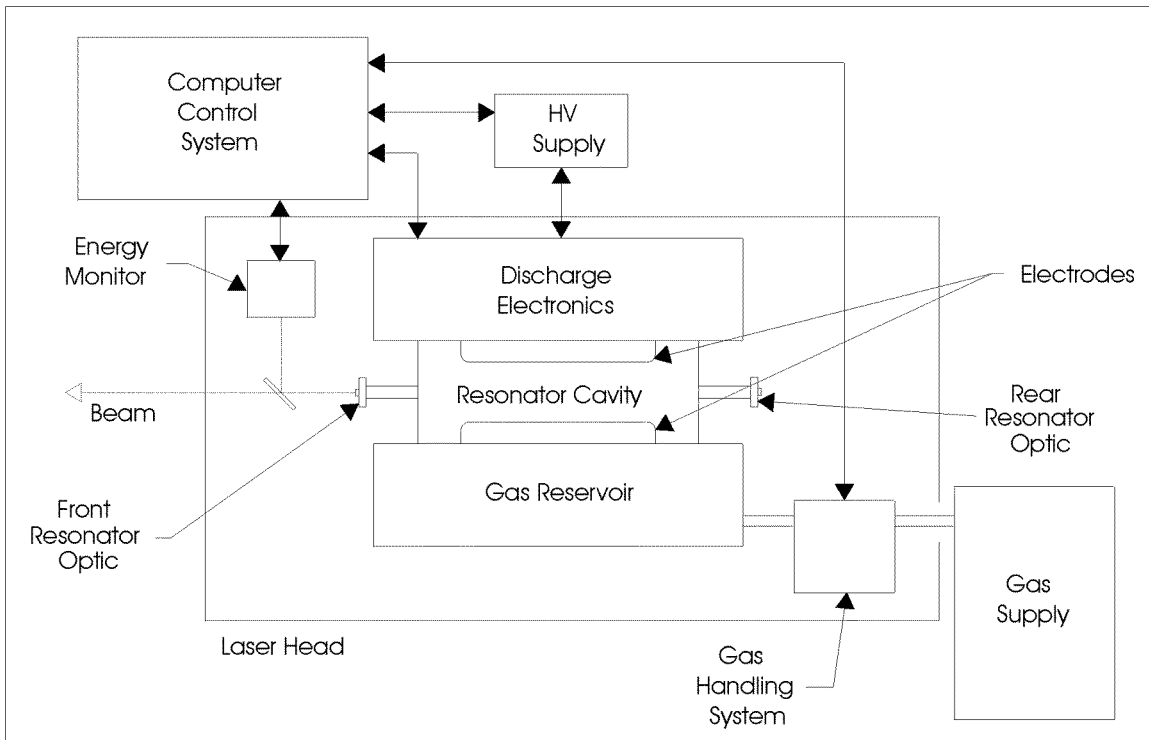 Computer
Control
System
HV
Supply
Energy
Monitor
Discharge
Electronics
Electrodes
Beam
Resonator Cavity
Rear
Resonator
Optic
Front
Resonator
Optic
Gas Reservoir
Gas
Supply
Laser Head
Gas
Handling
System